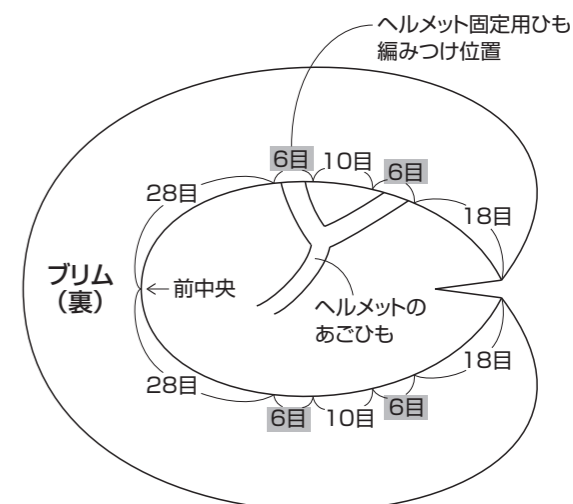 ヘルメット固定用ひも
編みつけ位置
6目
10目
6目
28目
18目
ブリム
（裏）
←前中央
ヘルメットの
あごひも
28目
18目
6目
10目
6目